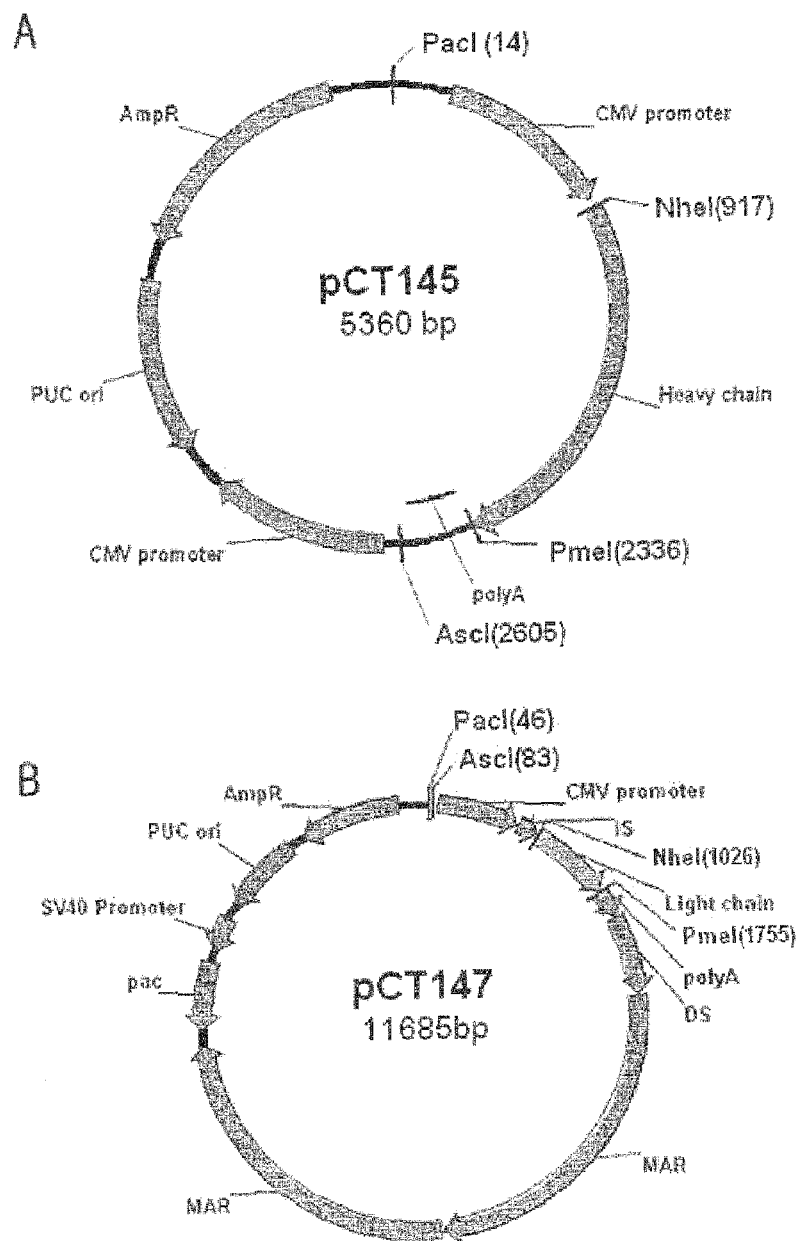 A
PacI (14)
AmpR
CMV promoter
NheI(917)
pCT145
5360 bp
PUC ori
Heavy chain
CMV promoter
PmeI(2336)
polyA
AscI(2605)
B
PacI(46)
AscI(83)
AmpR
CMV promoter
PUC ori
IS
NheI(1026)
SV40 Promoter
Light chain
PmeI(1755)
pac
pCT147
11685bp
polyA
DS
MAR
MAR